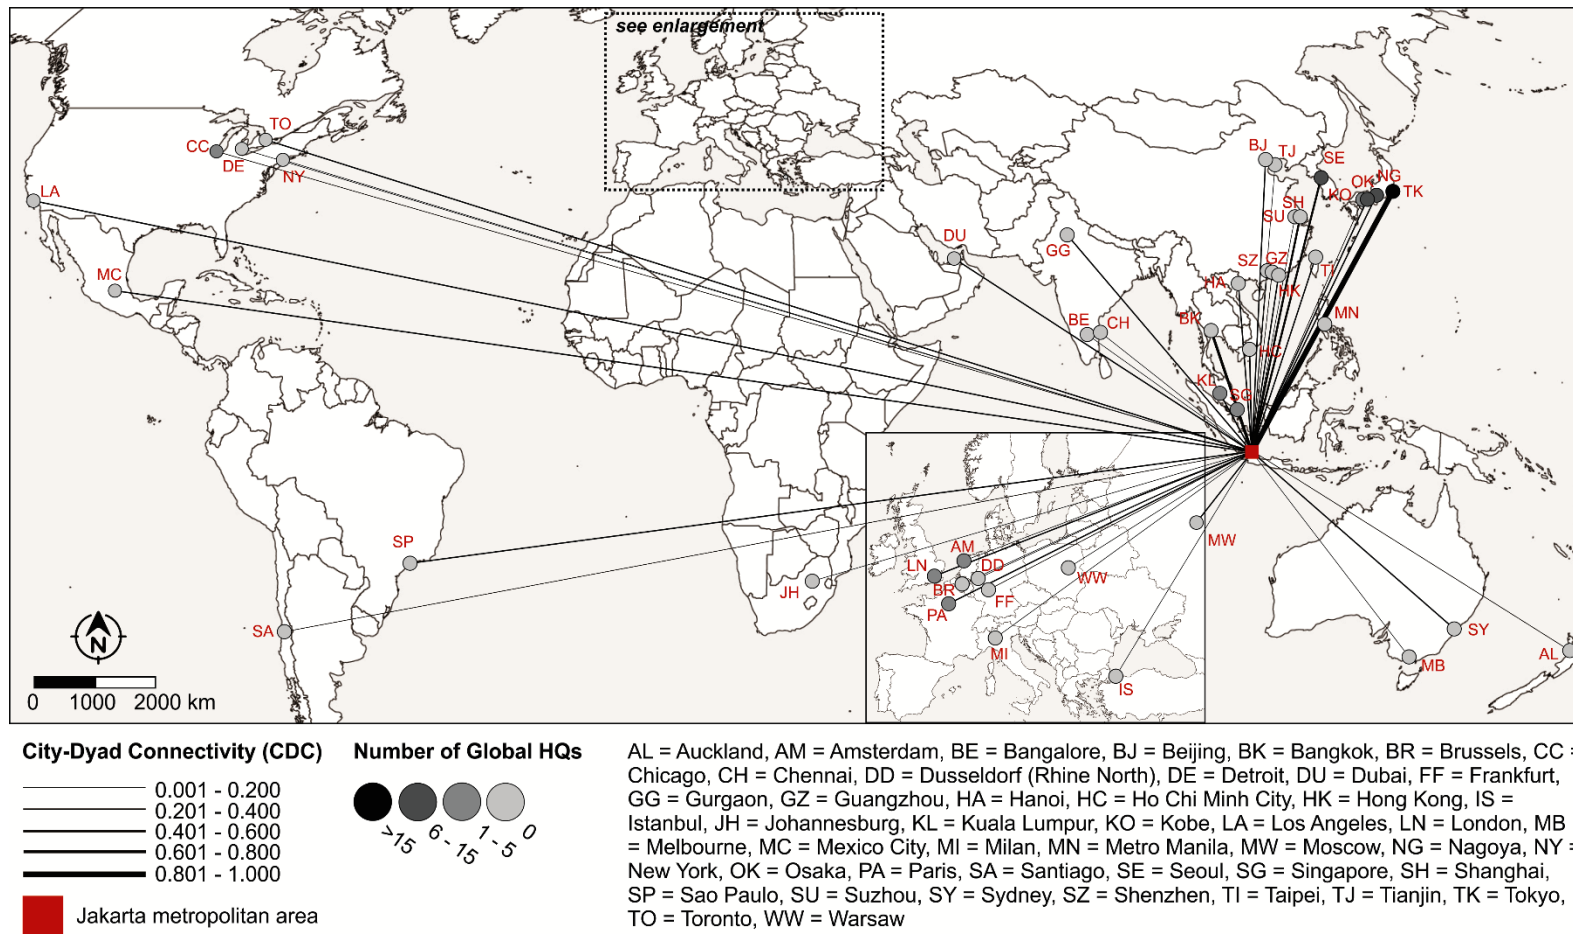 see enlargement
TO
CC
DE
NY
LA
MC
SP
SA
JH
DU
GG
BE
CH
BJ
TJ
SE
OK
NG
KO
TK
SH
SU
SZ
GZ
TI
HA
HK
BK
MN
HC
KL
SG
MW
AM
LN
DD
BR
FF
WW
PA
MI
IS
SY
MB
AL
N
0 1000 2000 km
City-Dyad Connectivity (CDC)
0.001 - 0.200
0.201 - 0.400
0.401 - 0.600
0.601 - 0.800
0.801 - 1.000
Jakarta metropolitan area
Number of Global HQs
>15
6 - 15
1 - 5
0
AL = Auckland, AM = Amsterdam, BE = Bangalore, BJ = Beijing, BK = Bangkok, BR = Brussels, CC =
Chicago, CH = Chennai, DD = Dusseldorf (Rhine North), DE = Detroit, DU = Dubai, FF = Frankfurt,
GG = Gurgaon, GZ = Guangzhou, HA = Hanoi, HC = Ho Chi Minh City, HK = Hong Kong, IS =
Istanbul, JH = Johannesburg, KL = Kuala Lumpur, KO = Kobe, LA = Los Angeles, LN = London, MB
= Melbourne, MC = Mexico City, MI = Milan, MN = Metro Manila, MW = Moscow, NG = Nagoya, NY =
New York, OK = Osaka, PA = Paris, SA = Santiago, SE = Seoul, SG = Singapore, SH = Shanghai,
SP = Sao Paulo, SU = Suzhou, SY = Sydney, SZ = Shenzhen, TI = Taipei, TJ = Tianjin, TK = Tokyo,
TO = Toronto, WW = Warsaw